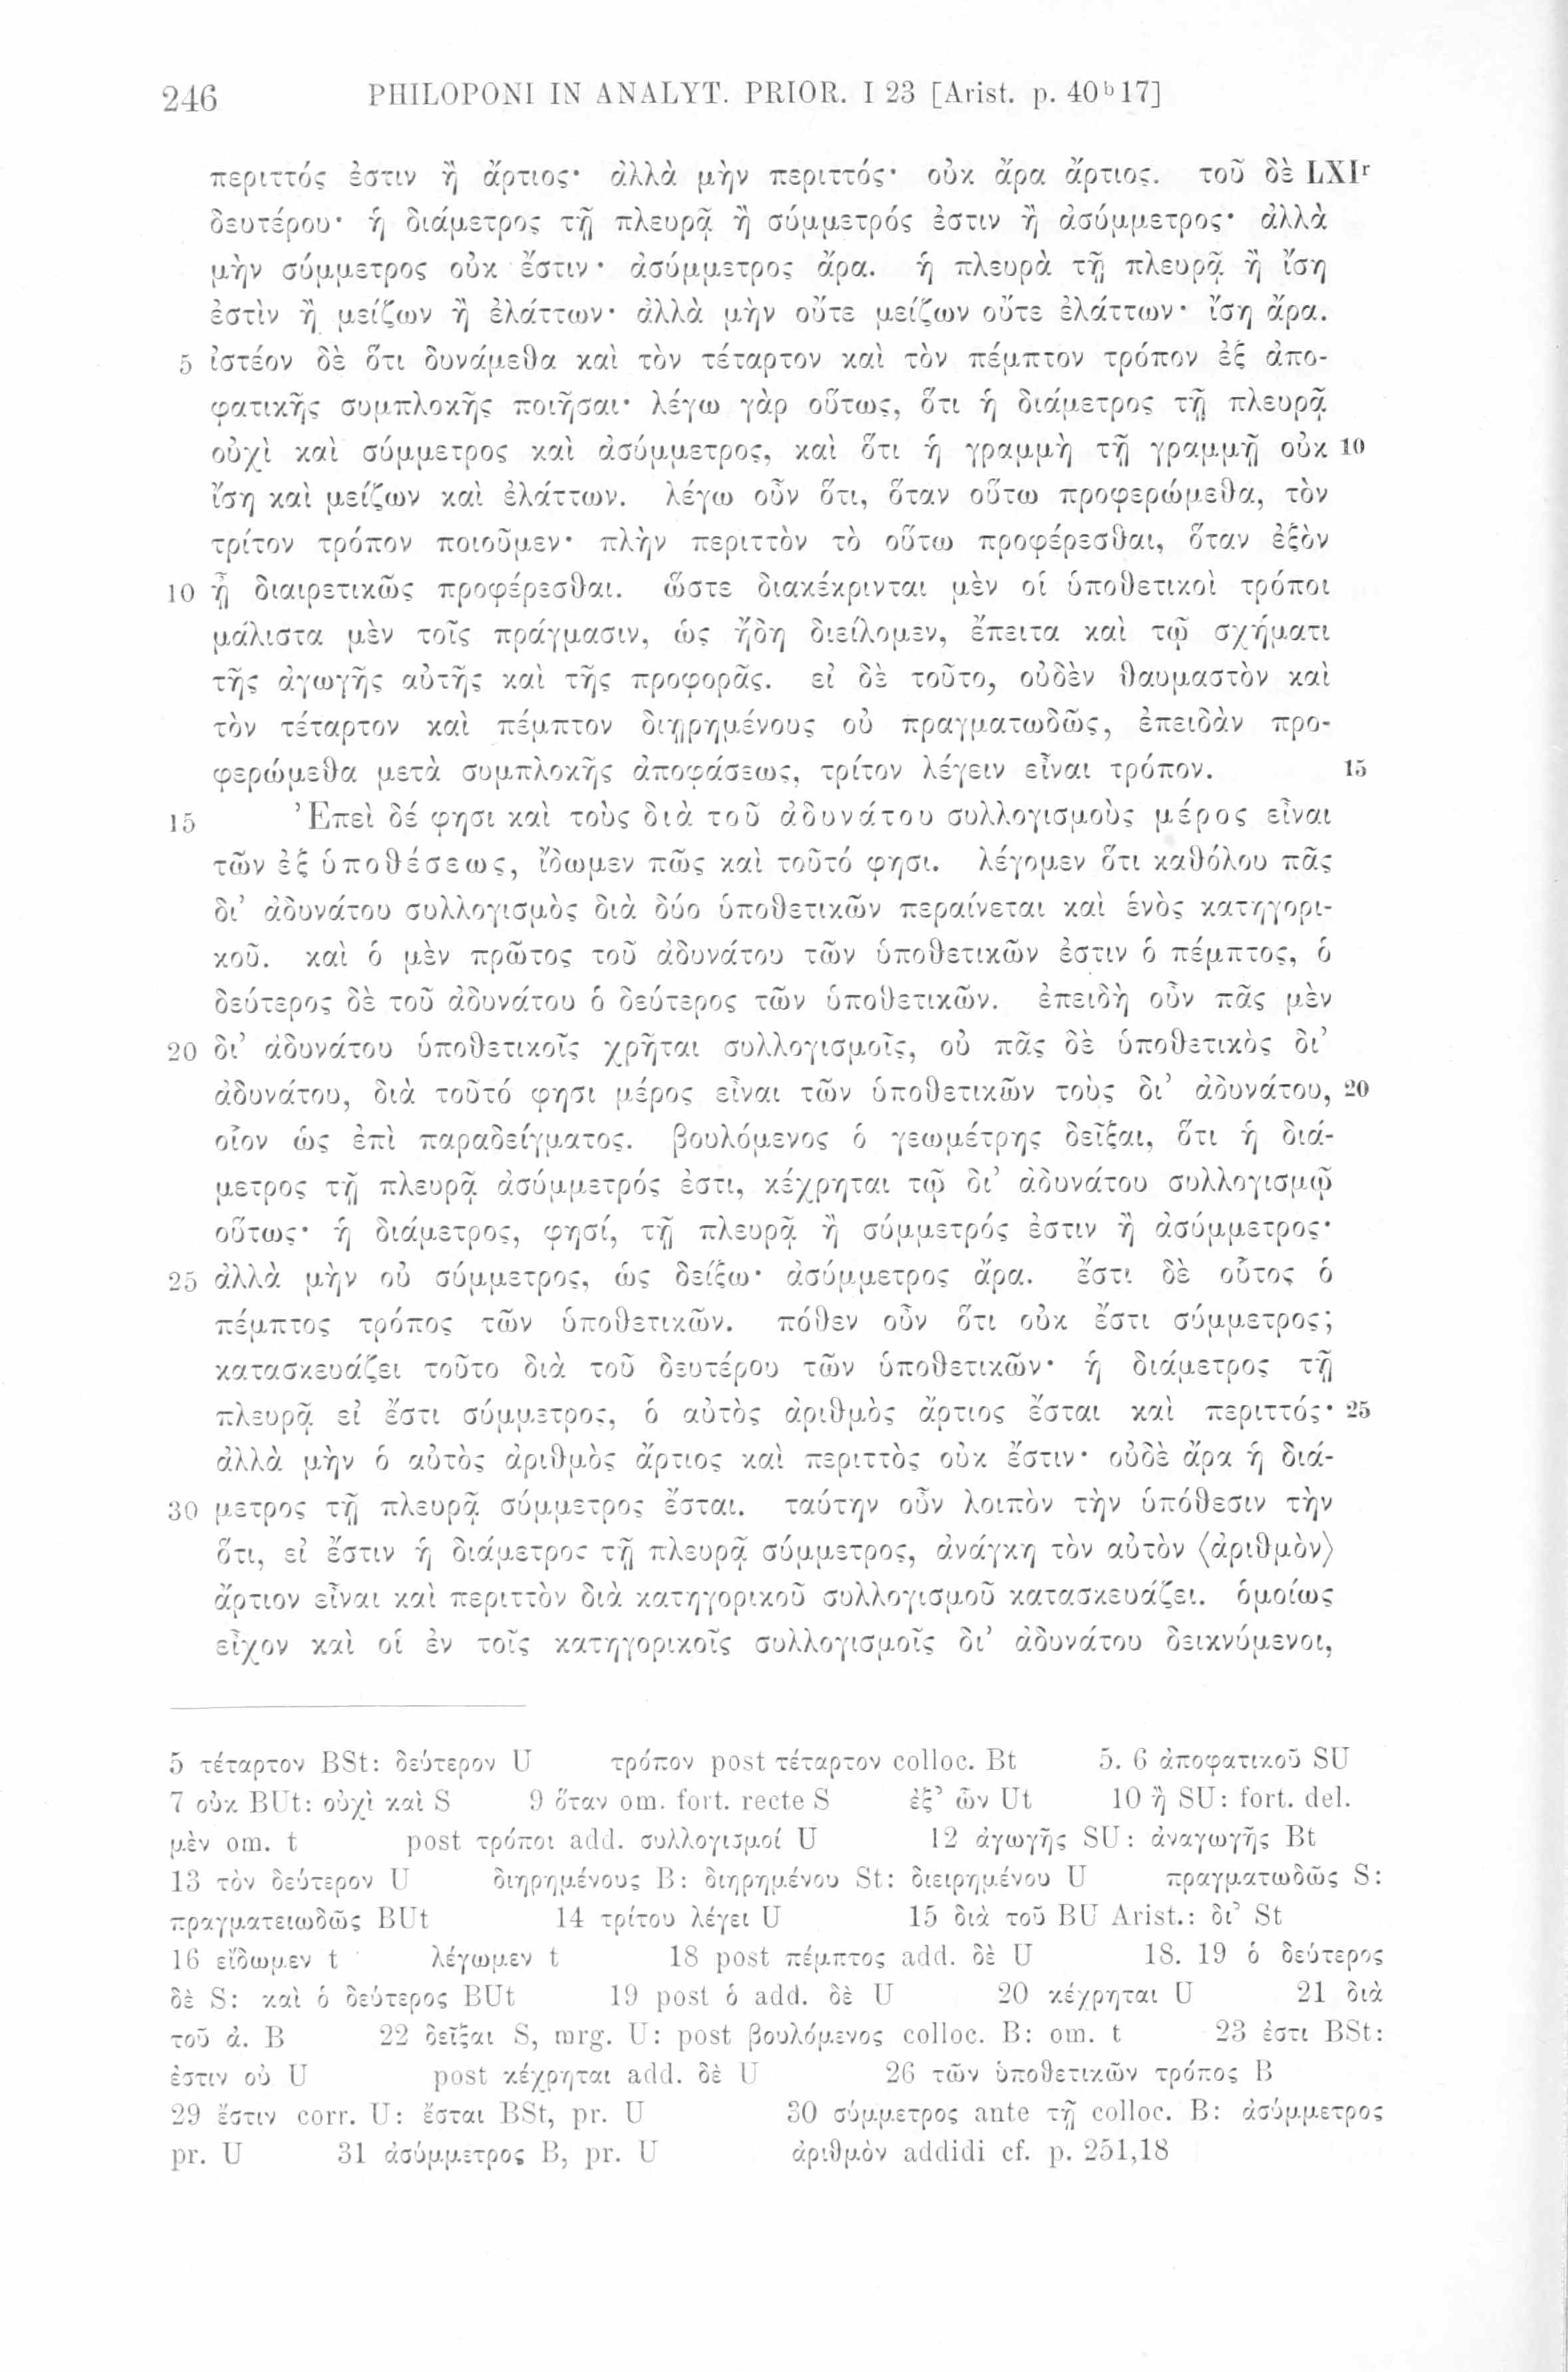 246 PHILOPONI IN ANALYT. PRIOR. I 23 [Arist. p. 40ᵇ17]
περιττός ἐστιν ἢ ἄρτιος· ἀλλὰ μὴν περιττός· οὐκ ἄρα ἄρτιος. τοῦ δὲ LXIʳ
δευτέρου· ἡ διάμετρος τῇ πλευρᾷ ἢ σύμμετρός ἐστιν ἢ ἀσύμμετρος· ἀλλὰ
μὴν σύμμετρος οὐκ ἔστιν· ἀσύμμετρος ἄρα. ἡ πλευρὰ τῇ πλευρᾷ ἢ ἴση
ἐστὶν ἢ μείζων ἢ ἐλάττων· ἀλλὰ μὴν οὔτε μείζων οὔτε ἐλάττων· ἴση ἄρα.
5 ἰστέον δὲ ὅτι δυνάμεθα καὶ τὸν τέταρτον καὶ τὸν πέμπτον τρόπον ἐξ ἀπο-
φατικῆς συμπλοκῆς ποιῆσαι· λέγω γὰρ οὕτως, ὅτι ἡ διάμετρος τῇ πλευρᾷ
οὐχὶ καὶ σύμμετρος καὶ ἀσύμμετρος, καὶ ὅτι ἡ γραμμὴ τῇ γραμμῇ οὐκ 10
ἴση καὶ μείζων καὶ ἐλάττων. λέγω οὖν ὅτι, ὅταν οὕτω προφερώμεθα, τὸν
τρίτον τρόπον ποιοῦμεν· πλὴν περιττὸν τὸ οὕτω προφέρεσθαι, ὅταν ἐξὸν
10 ᾖ διαιρετικῶς προφέρεσθαι. ὥστε διακέκρινται μὲν οἱ ὑποθετικοὶ τρόποι
μάλιστα μὲν τοῖς πράγμασιν, ὡς ἤδη διείλομεν, ἔπειτα καὶ τῷ σχήματι
τῆς ἀγωγῆς αὐτῆς καὶ τῆς προφορᾶς. εἰ δὲ τοῦτο, οὐδὲν θαυμαστὸν καὶ
τὸν τέταρτον καὶ πέμπτον διῃρημένους οὐ πραγματωδῶς, ἐπειδὰν προ-
φερώμεθα μετὰ συμπλοκῆς ἀποφάσεως, τρίτον λέγειν εἶναι τρόπον. 15
15 Ἐπεὶ δέ φησι καὶ τοὺς διὰ τοῦ ἀδυνάτου συλλογισμοὺς μέρος εἶναι
τῶν ἐξ ὑποθέσεως, ἴδωμεν πῶς καὶ τοῦτό φησι. λέγομεν ὅτι καθόλου πᾶς
δι’ ἀδυνάτου συλλογισμὸς διὰ δύο ὑποθετικῶν περαίνεται καὶ ἑνὸς κατηγορι-
κοῦ. καὶ ὁ μὲν πρῶτος τοῦ ἀδυνάτου τῶν ὑποθετικῶν ἐστιν ὁ πέμπτος, ὁ
δεύτερος δὲ τοῦ ἀδυνάτου ὁ δεύτερος τῶν ὑποθετικῶν. ἐπειδὴ οὖν πᾶς μὲν
20 δι’ ἀδυνάτου ὑποθετικοῖς χρῆται συλλογισμοῖς, οὐ πᾶς δὲ ὑποθετικὸς δι’
ἀδυνάτου, διὰ τοῦτό φησι μέρος εἶναι τῶν ὑποθετικῶν τοὺς δι’ ἀδυνάτου, 20
οἷον ὡς ἐπὶ παραδείγματος. βουλόμενος ὁ γεωμέτρης δεῖξαι, ὅτι ἡ διά-
μετρος τῇ πλευρᾷ ἀσύμμετρός ἐστι, κέχρηται τῷ δι’ ἀδυνάτου συλλογισμῷ
οὕτως· ἡ διάμετρος, φησί, τῇ πλευρᾷ ἢ σύμμετρός ἐστιν ἢ ἀσύμμετρος·
25 ἀλλὰ μὴν οὐ σύμμετρος, ὡς δείξω· ἀσύμμετρος ἄρα. ἔστι δὲ οὗτος ὁ
πέμπτος τρόπος τῶν ὑποθετικῶν. πόθεν οὖν ὅτι οὐκ ἔστι σύμμετρος;
κατασκευάζει τοῦτο διὰ τοῦ δευτέρου τῶν ὑποθετικῶν· ἡ διάμετρος τῇ
πλευρᾷ εἰ ἔστι σύμμετρος, ὁ αὐτὸς ἀριθμὸς ἄρτιος ἔσται καὶ περιττός· 25
ἀλλὰ μὴν ὁ αὐτὸς ἀριθμὸς ἄρτιος καὶ περιττὸς οὐκ ἔστιν· οὐδὲ ἄρα ἡ διά-
30 μετρος τῇ πλευρᾷ σύμμετρος ἔσται. ταύτην οὖν λοιπὸν τὴν ὑπόθεσιν τὴν
ὅτι, εἰ ἔστιν ἡ διάμετρος τῇ πλευρᾷ σύμμετρος, ἀνάγκη τὸν αὐτὸν ⟨ἀριθμὸν⟩
ἄρτιον εἶναι καὶ περιττὸν διὰ κατηγορικοῦ συλλογισμοῦ κατασκευάζει. ὁμοίως
εἶχον καὶ οἱ ἐν τοῖς κατηγορικοῖς συλλογισμοῖς δι’ ἀδυνάτου δεικνύμενοι,
5 τέταρτον BSt: δεύτερον U τρόπον post τέταρτον colloc. Bt 5. 6 ἀποφατικοῦ SU
7 οὐκ BUt: οὐχὶ καὶ S 9 ὅταν om. fort. recte S ἐξ’ ὧν Ut 10 ἢ SU: fort. del.
μὲν om. t post τρόποι add. συλλογισμοί U 12 ἀγωγῆς SU: ἀναγωγῆς Bt
13 τὸν δεύτερον U διῃρημένους B: διῃρημένου St: διειρημένου U πραγματωδῶς S:
πραγματειωδῶς BUt 14 τρίτου λέγει U 15 διὰ τοῦ BU Arist.: δι’ St
16 εἴδωμεν t λέγωμεν t 18 post πέμπτος add. δὲ U 18. 19 ὁ δεύτερος
δὲ S: καὶ ὁ δεύτερος BUt 19 post ὁ add. δὲ U 20 κέχρηται U 21 διὰ
τοῦ ἀ. B 22 δεῖξαι S, mrg. U: post βουλόμενος colloc. B: om. t 23 ἐστι BSt:
ἐστιν οὐ U post κέχρηται add. δὲ U 26 τῶν ὑποθετικῶν τρόπος B
29 ἔστιν corr. U: ἔσται BSt, pr. U 30 σύμμετρος ante τῇ colloc. B: ἀσύμμετρος
pr. U 31 ἀσύμμετρος B, pr. U ἀριθμὸν addidi cf. p. 251,18